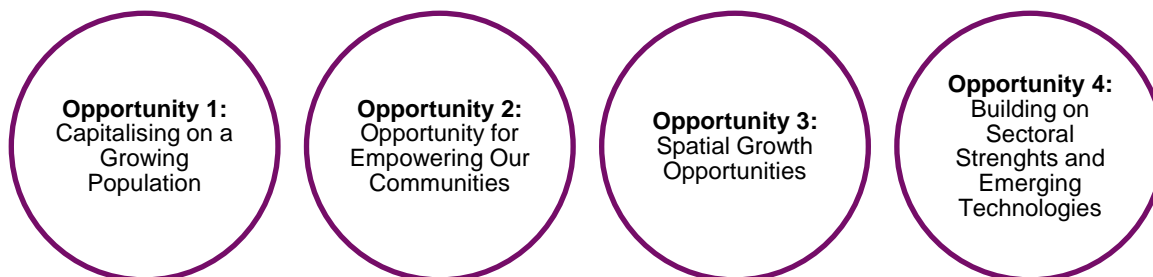 Opportunity 1:
Capitalising on a
Growing
Population
Opportunity 2:
Opportunity for
Empowering Our
Communities
Opportunity 3:
Spatial Growth
Opportunities
Opportunity 4:
Building on
Sectoral
Strenghts and
Emerging
Technologies